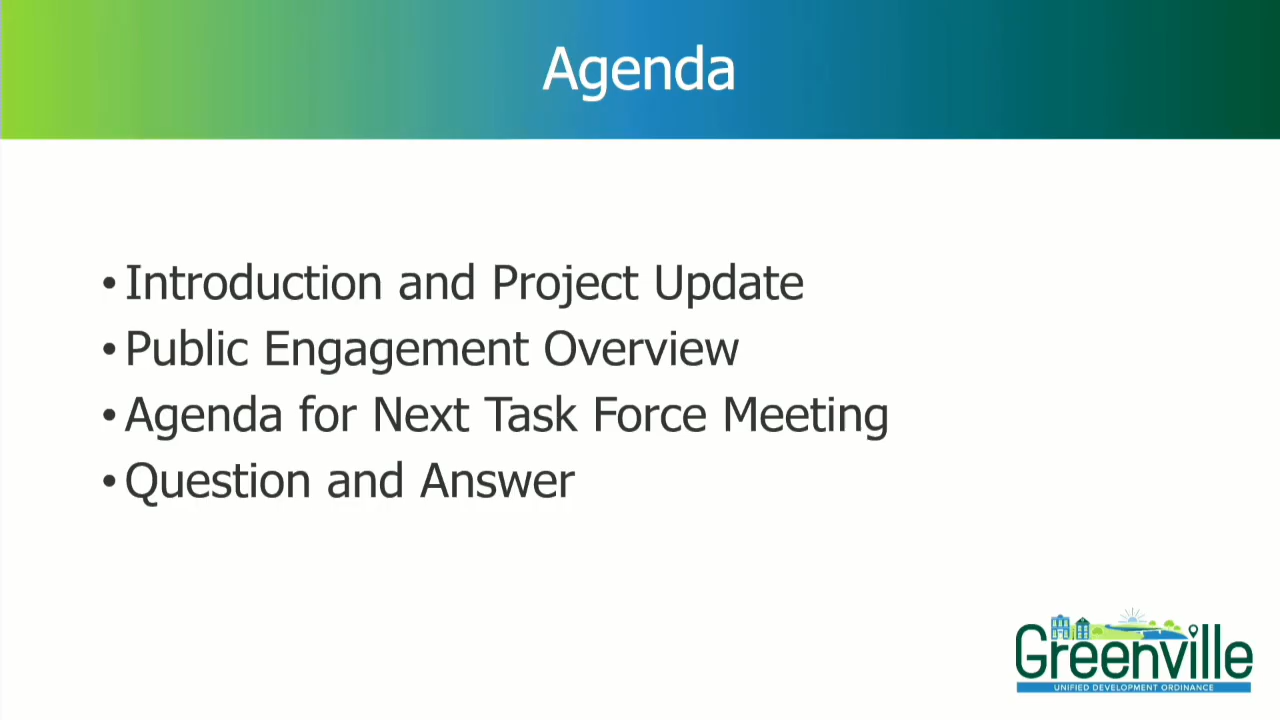 Agenda
• Introduction and Project Update
• Public Engagement Overview
• Agenda for Next Task Force Meeting
• Question and Answer
Greenville
UNIFIED DEVELOPMENT ORDINANCE